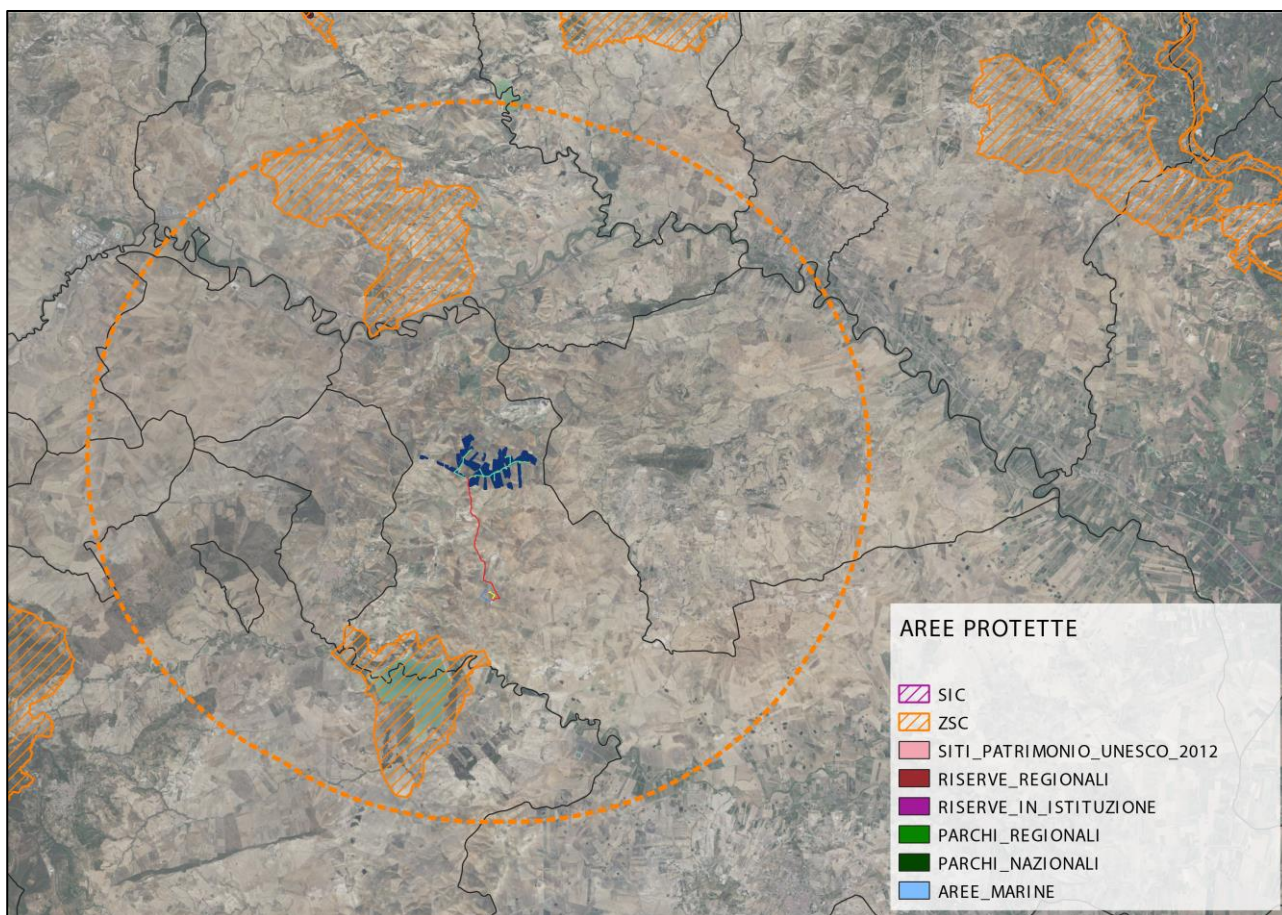 AREE PROTETTE
SIC
ZSC
SITI_PATRIMONIO_UNESCO_2012
RISERVE_REGIONALI
RISERVE_IN_ISTITUZIONE
PARCHI_REGIONALI
PARCHI_NAZIONALI
AREE_MARINE